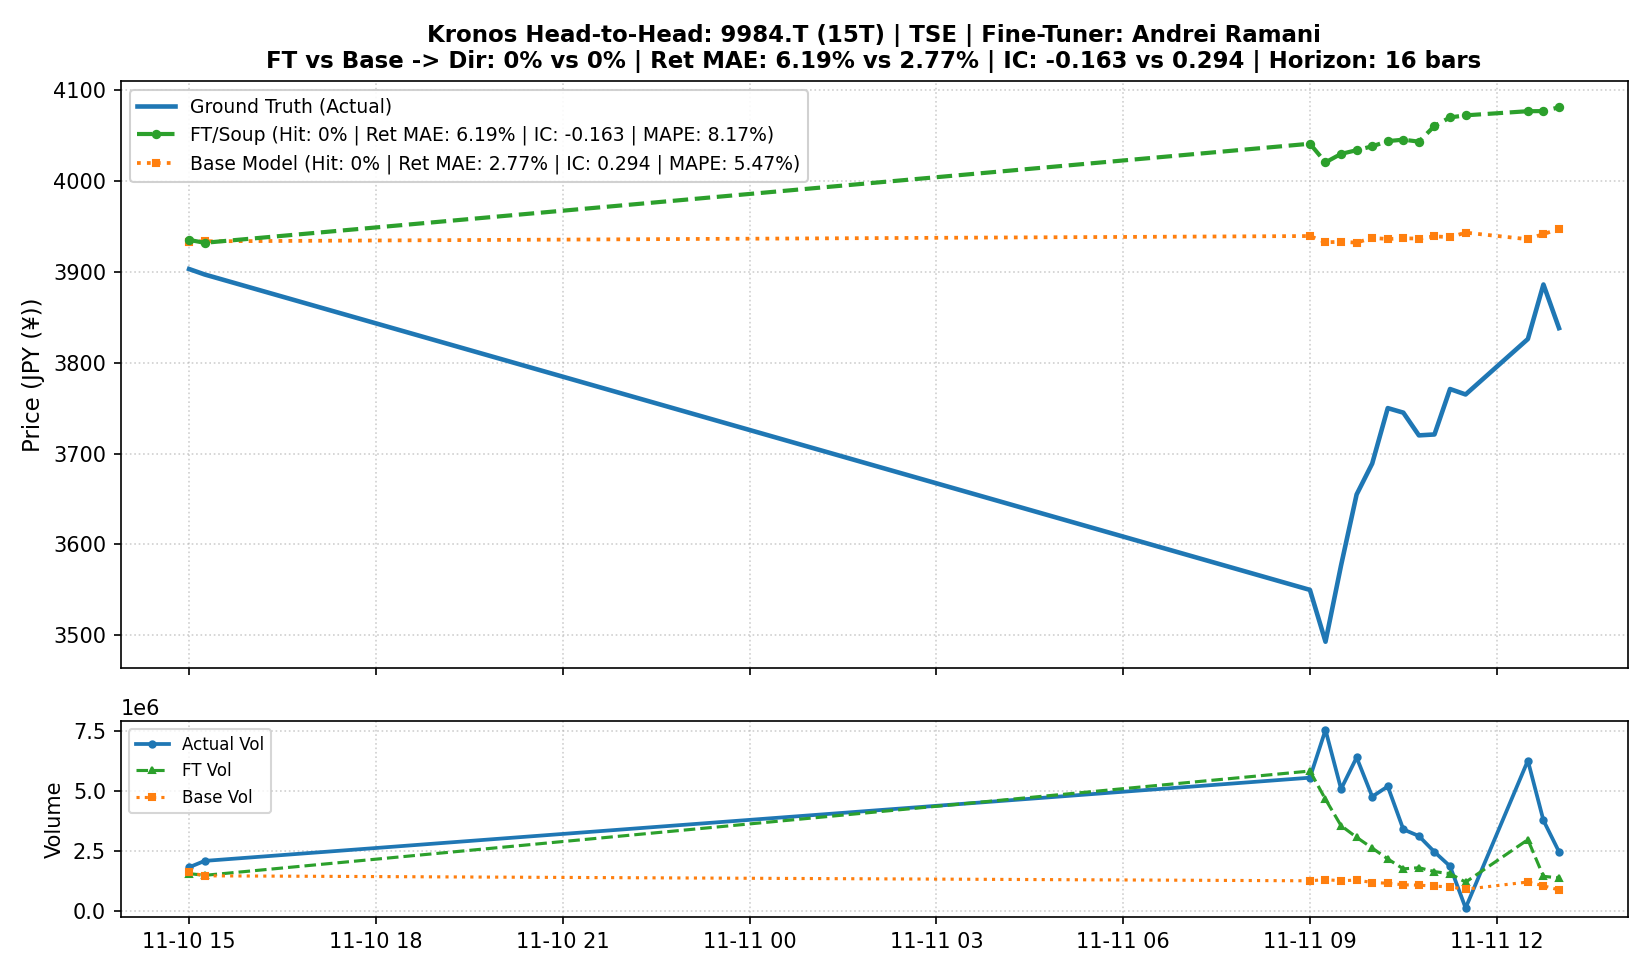 Kronos Head-to-Head: 9984.T (15T) | TSE | Fine-Tuner: Andrei Ramani
FT vs Base -> Dir: 0% vs 0% | Ret MAE: 6.19% vs 2.77% | IC: -0.163 vs 0.294 | Horizon: 16 bars
Ground Truth (Actual)
FT/Soup (Hit: 0% | Ret MAE: 6.19% | IC: -0.163 | MAPE: 8.17%)
Base Model (Hit: 0% | Ret MAE: 2.77% | IC: 0.294 | MAPE: 5.47%)
Price (JPY (¥))
4100
4000
3900
3800
3700
3600
3500
1e6
Actual Vol
FT Vol
Base Vol
Volume
7.5
5.0
2.5
0.0
11-10 15
11-10 18
11-10 21
11-11 00
11-11 03
11-11 06
11-11 09
11-11 12